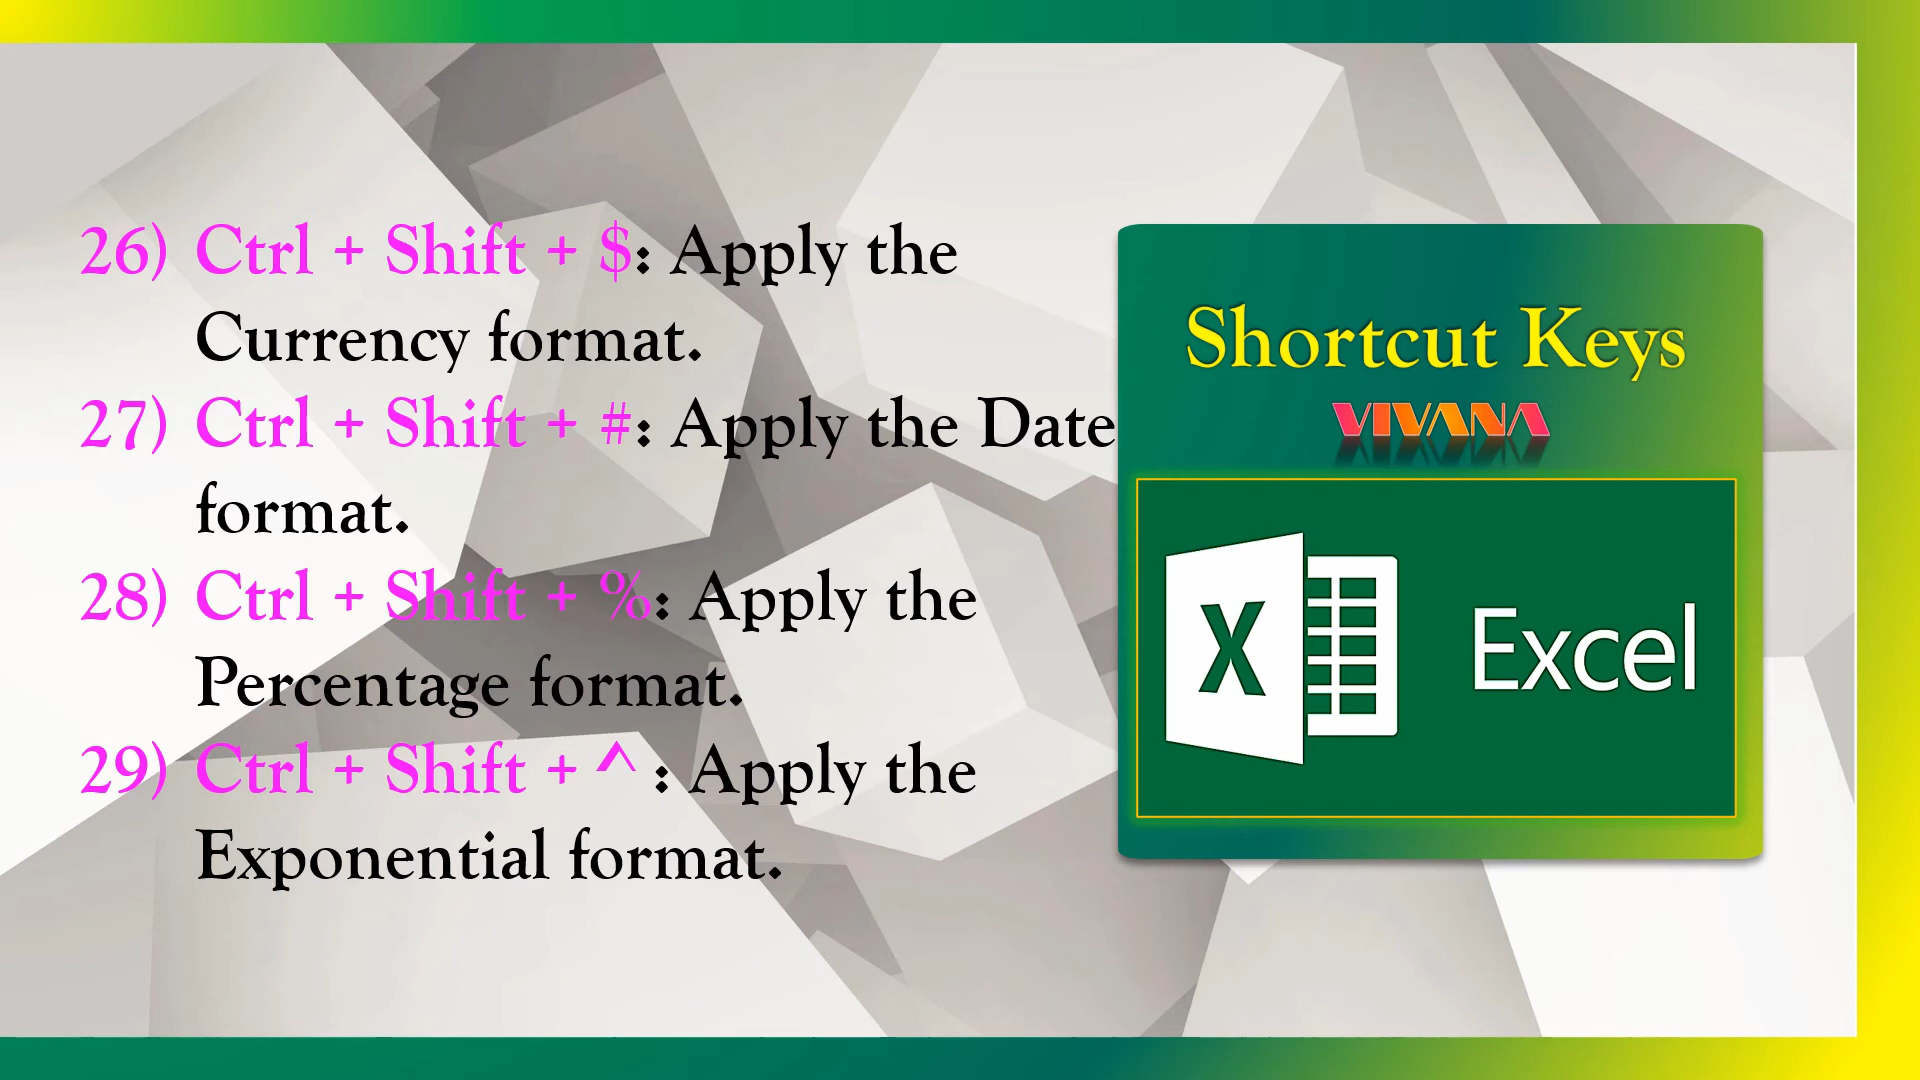 26) Ctrl + Shift + $: Apply the
Currency format.
27) Ctrl + Shift + #: Apply the Date
format.
28) Ctrl + Shift + %: Apply the
Percentage format.
29) Ctrl + Shift + ^ : Apply the
Exponential format.
Shortcut Keys
VIVANA
X
Excel